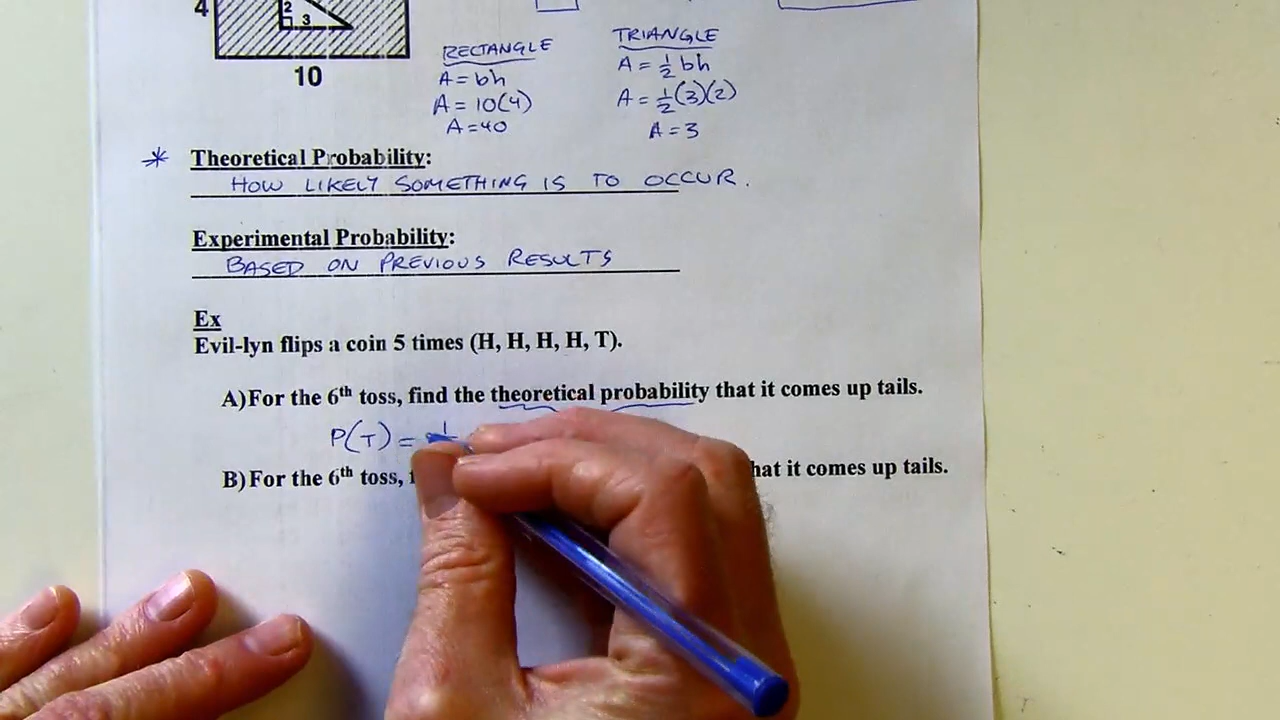 4
2
3
10
RECTANGLE
A = bh
A = 10(4)
A = 40
TRIANGLE
A = 1/2 bh
A = 1/2 (3)(2)
A = 3
* Theoretical Probability:
HOW LIKELY SOMETHING IS TO OCCUR.
Experimental Probability:
BASED ON PREVIOUS RESULTS
Ex
Evil-lyn flips a coin 5 times (H, H, H, H, T).
A) For the 6th toss, find the theoretical probability that it comes up tails.
P(T) = 1
B) For the 6th toss, that it comes up tails.